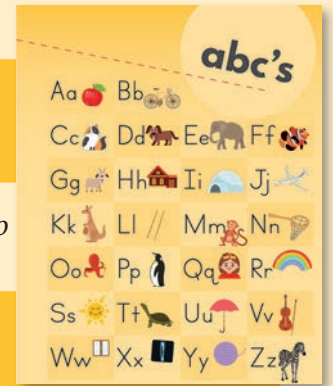 abc's
Aa Bb
Cc Dd Ee Ff
Gg Hh Ii Jj
Kk Ll Mm Nn
Oo Pp Qq Rr
Ss Tt Uu Vv
Ww Xx Yy Zz